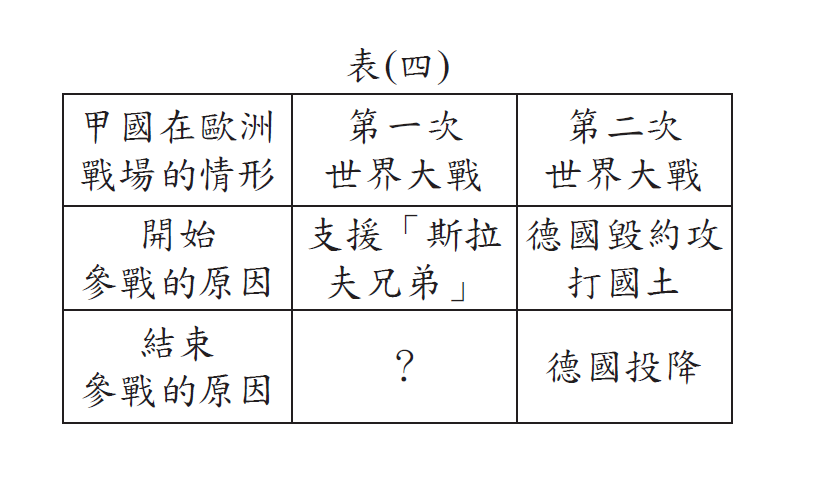 表(四)
甲國在歐洲
戰場的情形
第一次
世界大戰
第二次
世界大戰
開始
參戰的原因
支援「斯拉
夫兄弟」
德國毀約攻
打國土
結束
參戰的原因
?
德國投降